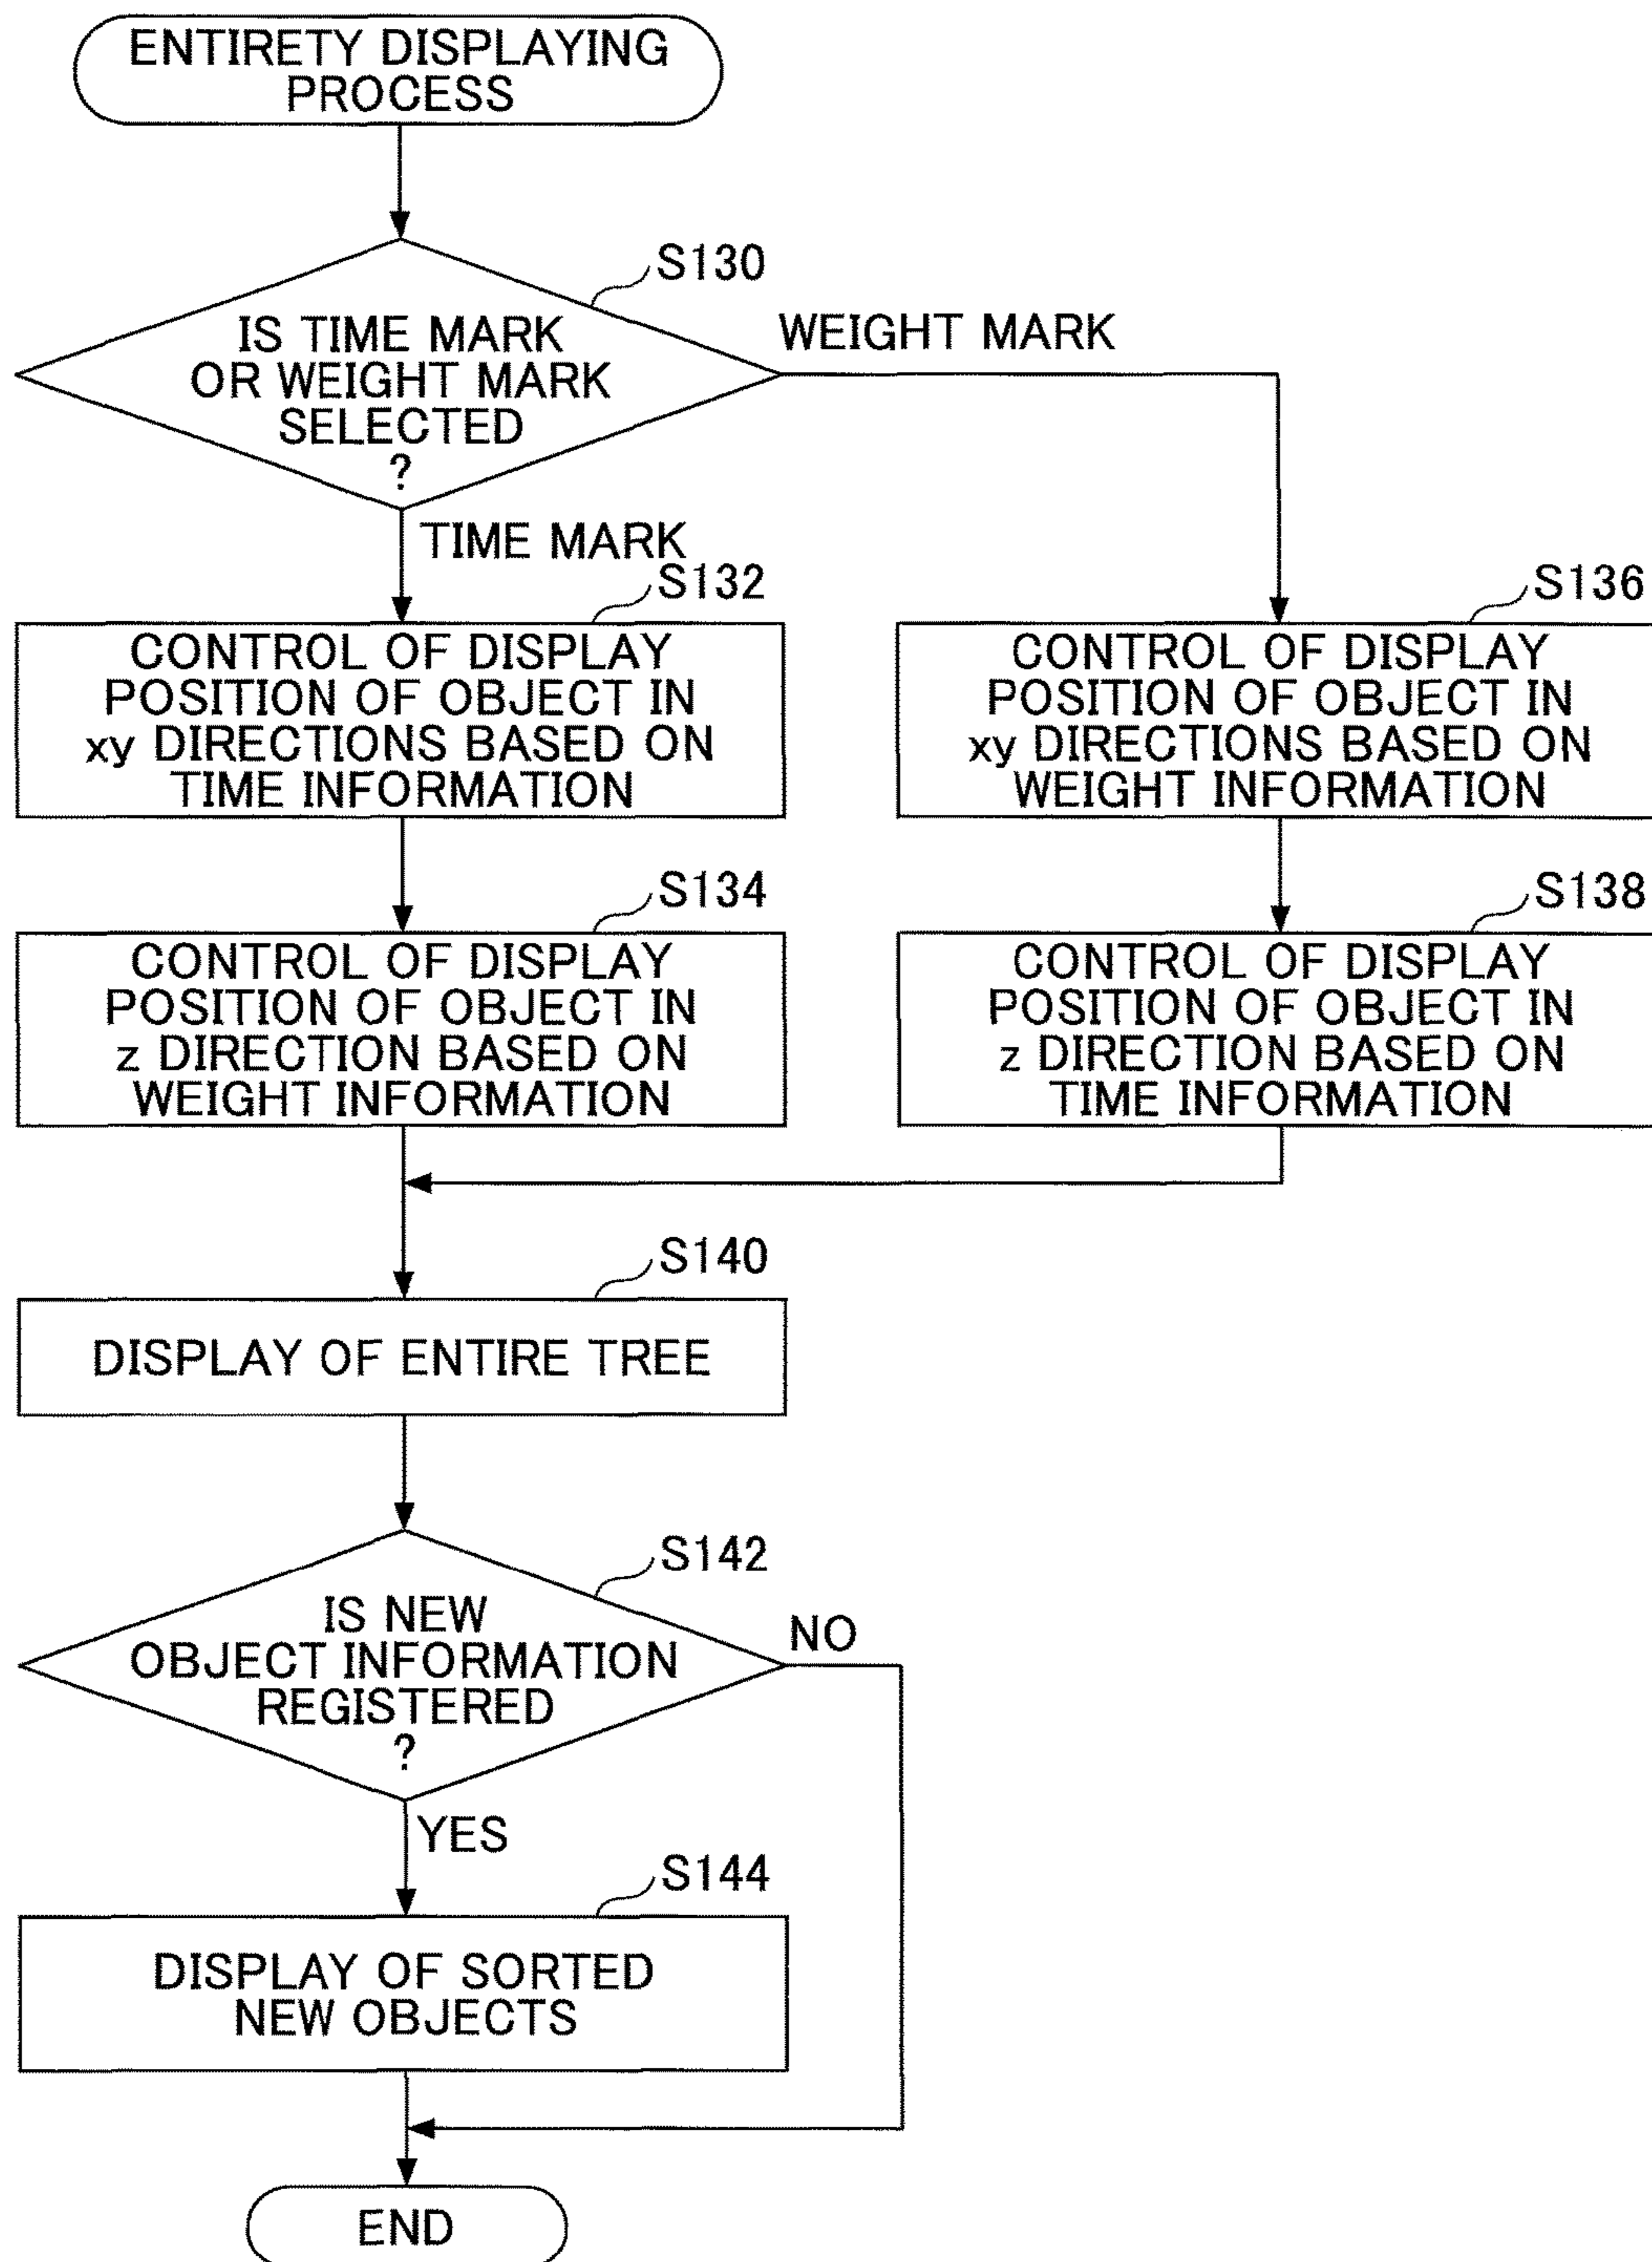 ENTIRETY DISPLAYING
PROCESS
S130
IS TIME MARK
OR WEIGHT MARK
SELECTED
?
WEIGHT MARK
TIME MARK
S132
CONTROL OF DISPLAY
POSITION OF OBJECT IN
xy DIRECTIONS BASED ON
TIME INFORMATION
S136
CONTROL OF DISPLAY
POSITION OF OBJECT IN
xy DIRECTIONS BASED ON
WEIGHT INFORMATION
S134
CONTROL OF DISPLAY
POSITION OF OBJECT IN
z DIRECTION BASED ON
WEIGHT INFORMATION
S138
CONTROL OF DISPLAY
POSITION OF OBJECT IN
z DIRECTION BASED ON
TIME INFORMATION
S140
DISPLAY OF ENTIRE TREE
S142
IS NEW
OBJECT INFORMATION
REGISTERED
?
NO
YES
S144
DISPLAY OF SORTED
NEW OBJECTS
END